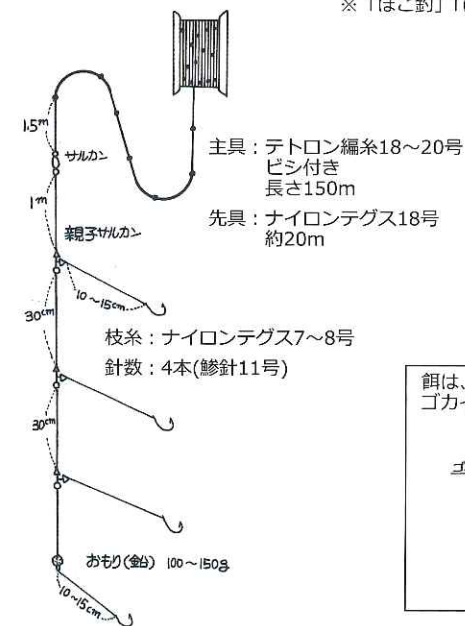 ※「はこ釣」
1.5m
サルカン
主具：テトロン編糸18～20号
ビシ付き
長さ150m
1m
先具：ナイロンテグス18号
約20m
親子サルカン
10～15cm
30cm
枝糸：ナイロンテグス7～8号
針数：4本(鯵針11号)
餌は、
ゴカイ
30cm
おもり(鉛) 100～150g
10～15cm